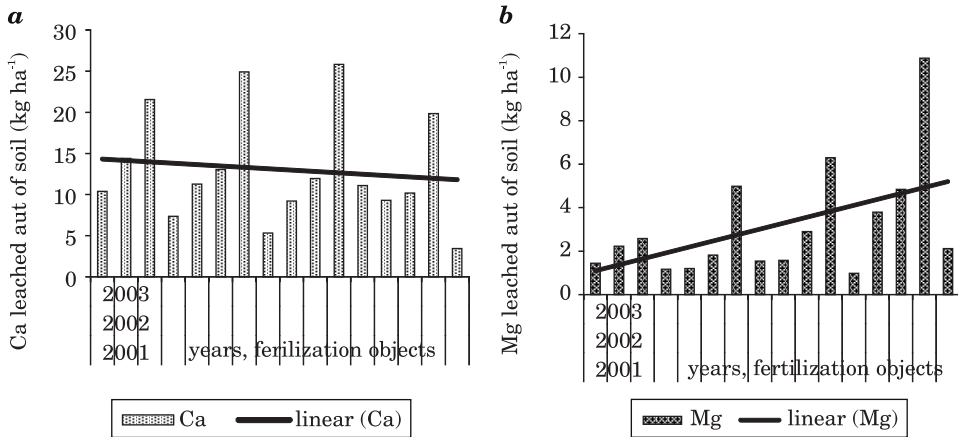 a
Ca leached aut of soil (kg ha-1)
30
25
20
15
10
5
0
2003
2002
2001
years, ferilization objects
Ca
linear (Ca)
b
Mg leached aut of soil (kg ha-1)
12
10
8
6
4
2
0
2003
2002
2001
years, fertilization objects
Mg
linear (Mg)